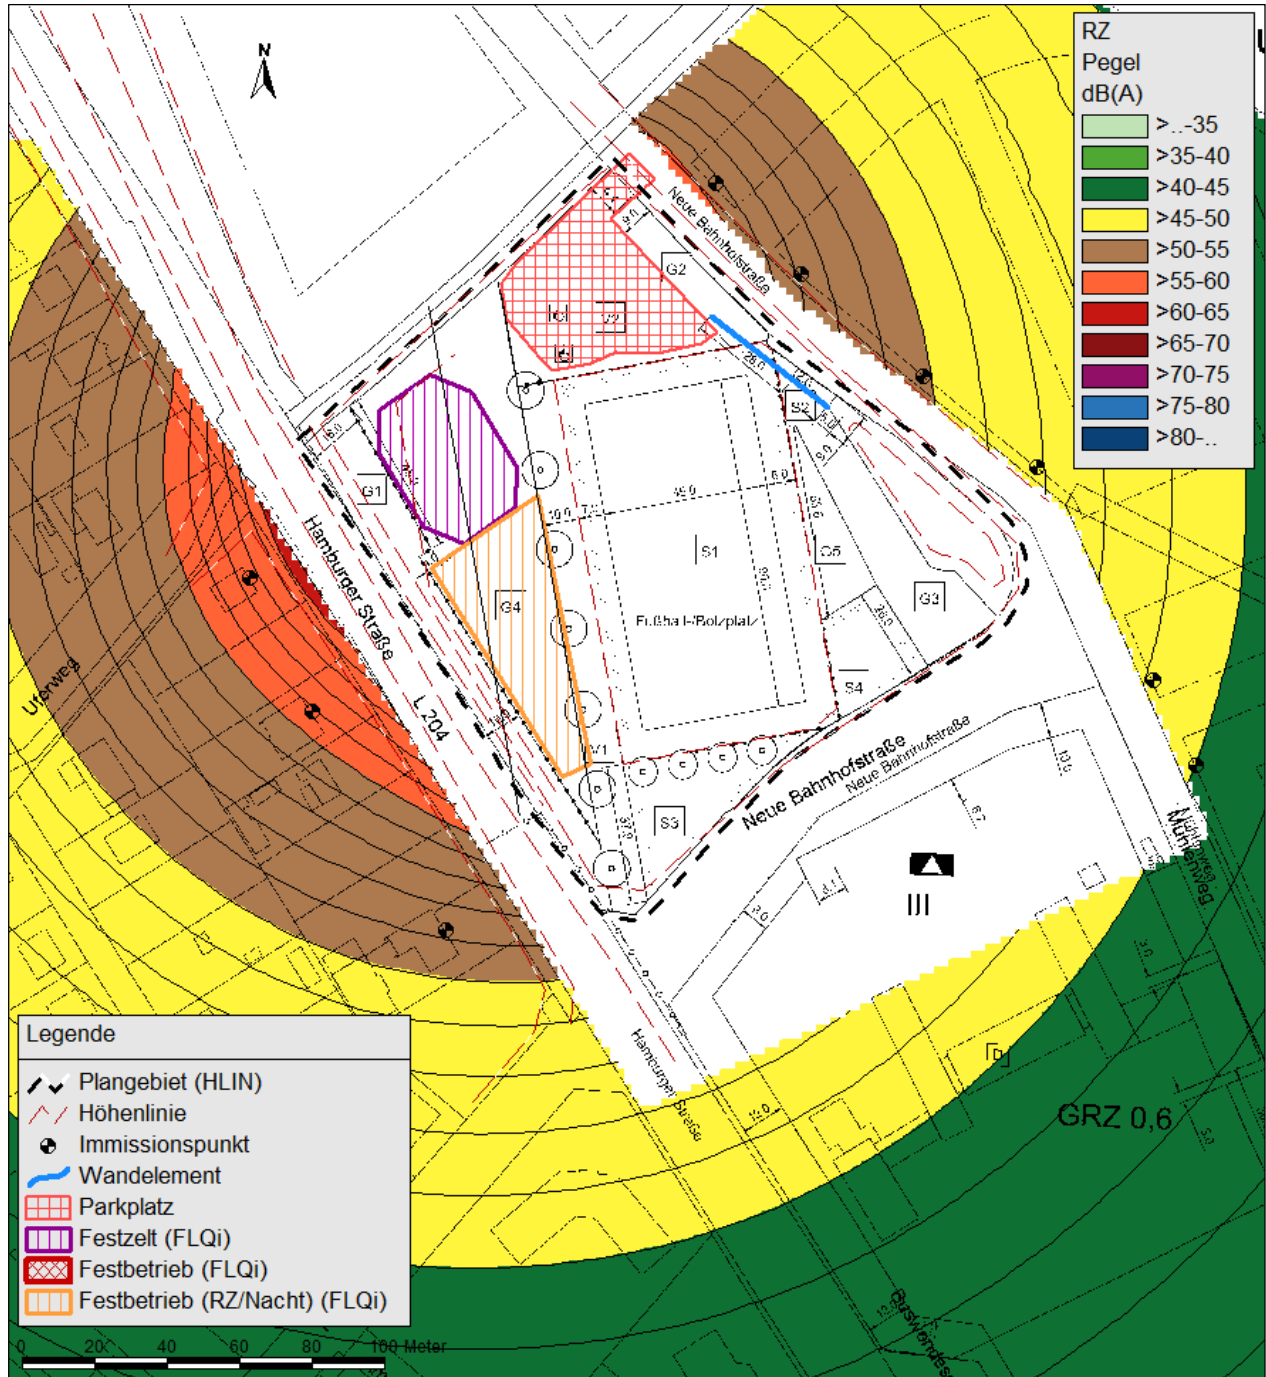 N
RZ
Pegel
dB(A)
>..-35
>35-40
>40-45
>45-50
>50-55
>55-60
>60-65
>65-70
>70-75
>75-80
>80-..
Neue Bahnhofstraße
G2
V2
S2
G1
G4
S1
G5
G3
Fußball-/Bolzplatz
S4
S3
V1
Hamburger Straße
L 204
Uferweg
Neue Bahnhofstraße
Neue Bahnhofstraße
III
Mühlenweg
Hamburger Straße
GRZ 0,6
Legende
Plangebiet (HLIN)
Höhenlinie
Immissionspunkt
Wandelement
Parkplatz
Festzelt (FLQi)
Festbetrieb (FLQi)
Festbetrieb (RZ/Nacht) (FLQi)
0 20 40 60 80 100 Meter